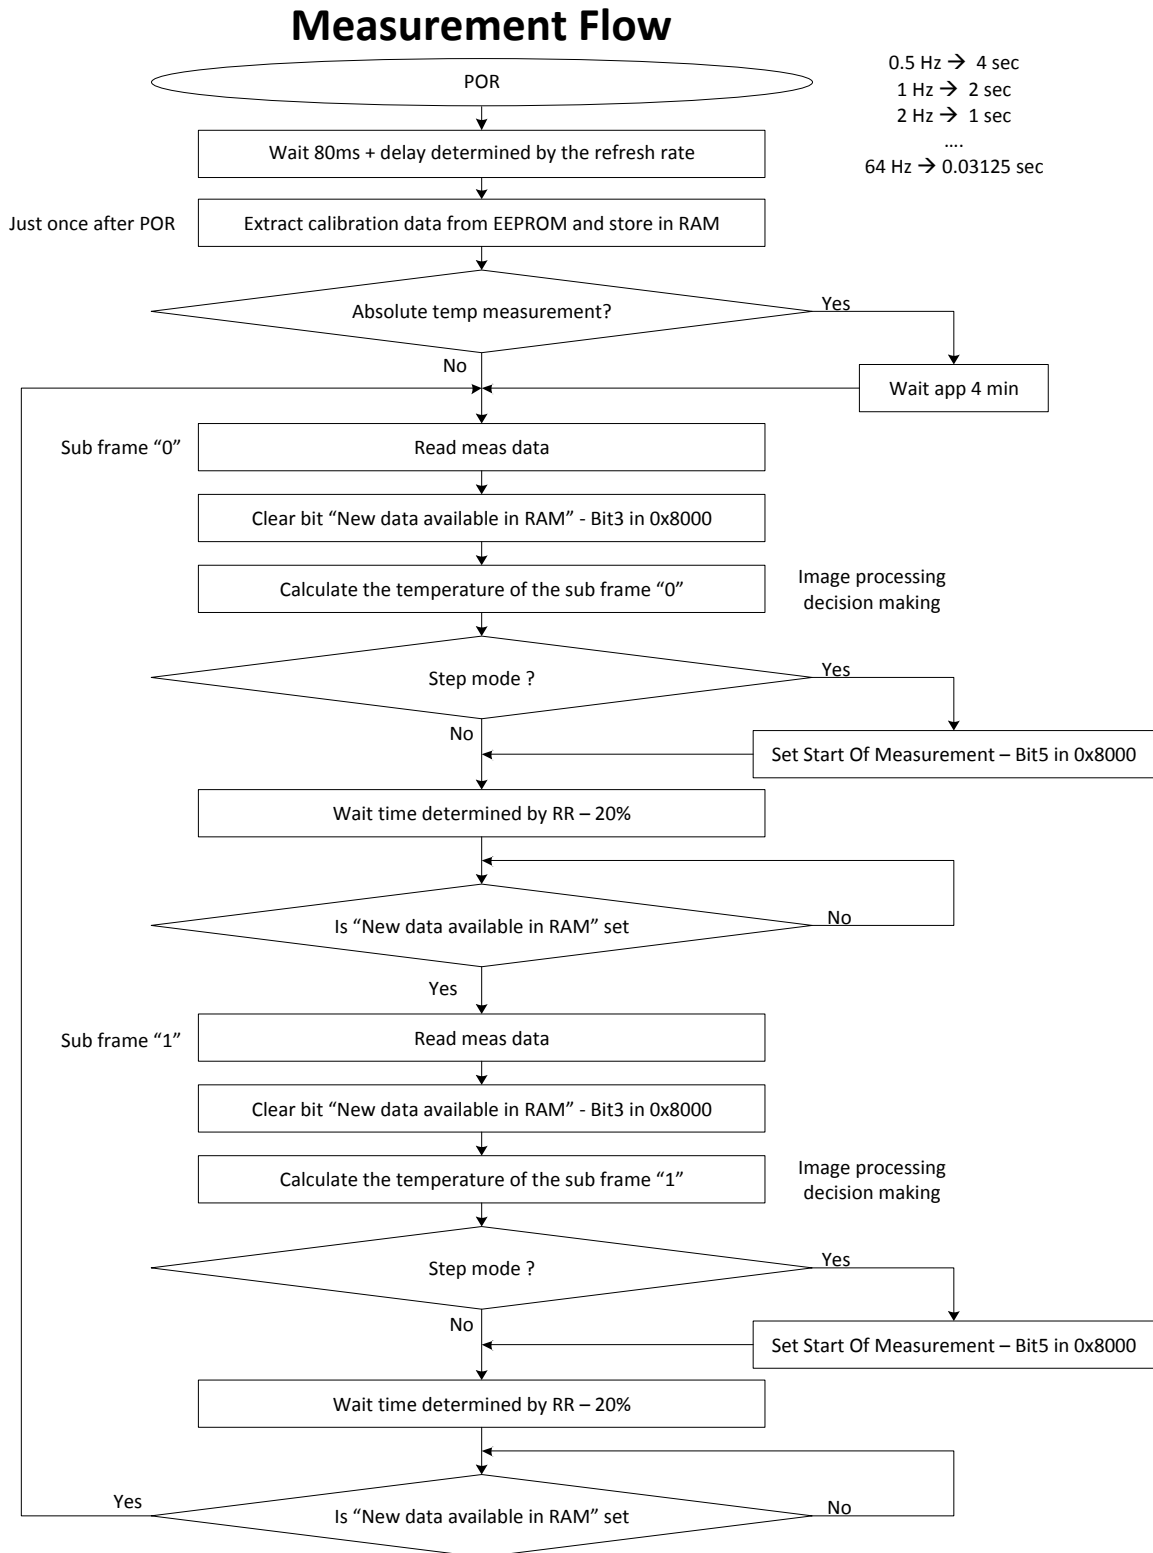 Measurement Flow
0.5 Hz → 4 sec
1 Hz → 2 sec
2 Hz → 1 sec
....
64 Hz → 0.03125 sec
POR
Wait 80ms + delay determined by the refresh rate
Just once after POR
Extract calibration data from EEPROM and store in RAM
Absolute temp measurement?
Yes
No
Wait app 4 min
Sub frame “0”
Read meas data
Clear bit “New data available in RAM” - Bit3 in 0x8000
Calculate the temperature of the sub frame “0”
Image processing
decision making
Step mode ?
Yes
No
Set Start Of Measurement – Bit5 in 0x8000
Wait time determined by RR – 20%
Is “New data available in RAM” set
No
Yes
Sub frame “1”
Read meas data
Clear bit “New data available in RAM” - Bit3 in 0x8000
Calculate the temperature of the sub frame “1”
Image processing
decision making
Step mode ?
Yes
No
Set Start Of Measurement – Bit5 in 0x8000
Wait time determined by RR – 20%
Yes
Is “New data available in RAM” set
No